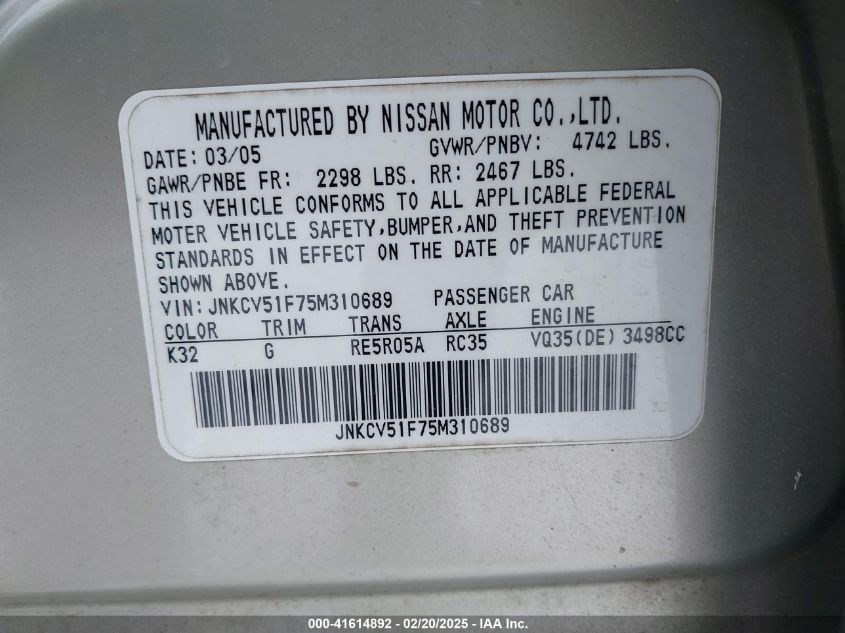 MANUFACTURED BY NISSAN MOTOR CO.,LTD.
DATE: 03/05 GVWR/PNBV: 4742 LBS.
GAWR/PNBE FR: 2298 LBS. RR: 2467 LBS.
THIS VEHICLE CONFORMS TO ALL APPLICABLE FEDERAL
MOTER VEHICLE SAFETY,BUMPER,AND THEFT PREVENTION
STANDARDS IN EFFECT ON THE DATE OF MANUFACTURE
SHOWN ABOVE.
VIN: JNKCV51F75M310689 PASSENGER CAR
COLOR TRIM TRANS AXLE ENGINE
K32 G RE5R05A RC35 VQ35(DE) 3498CC
JNKCV51F75M310689
000-41614892 - 02/20/2025 - IAA Inc.